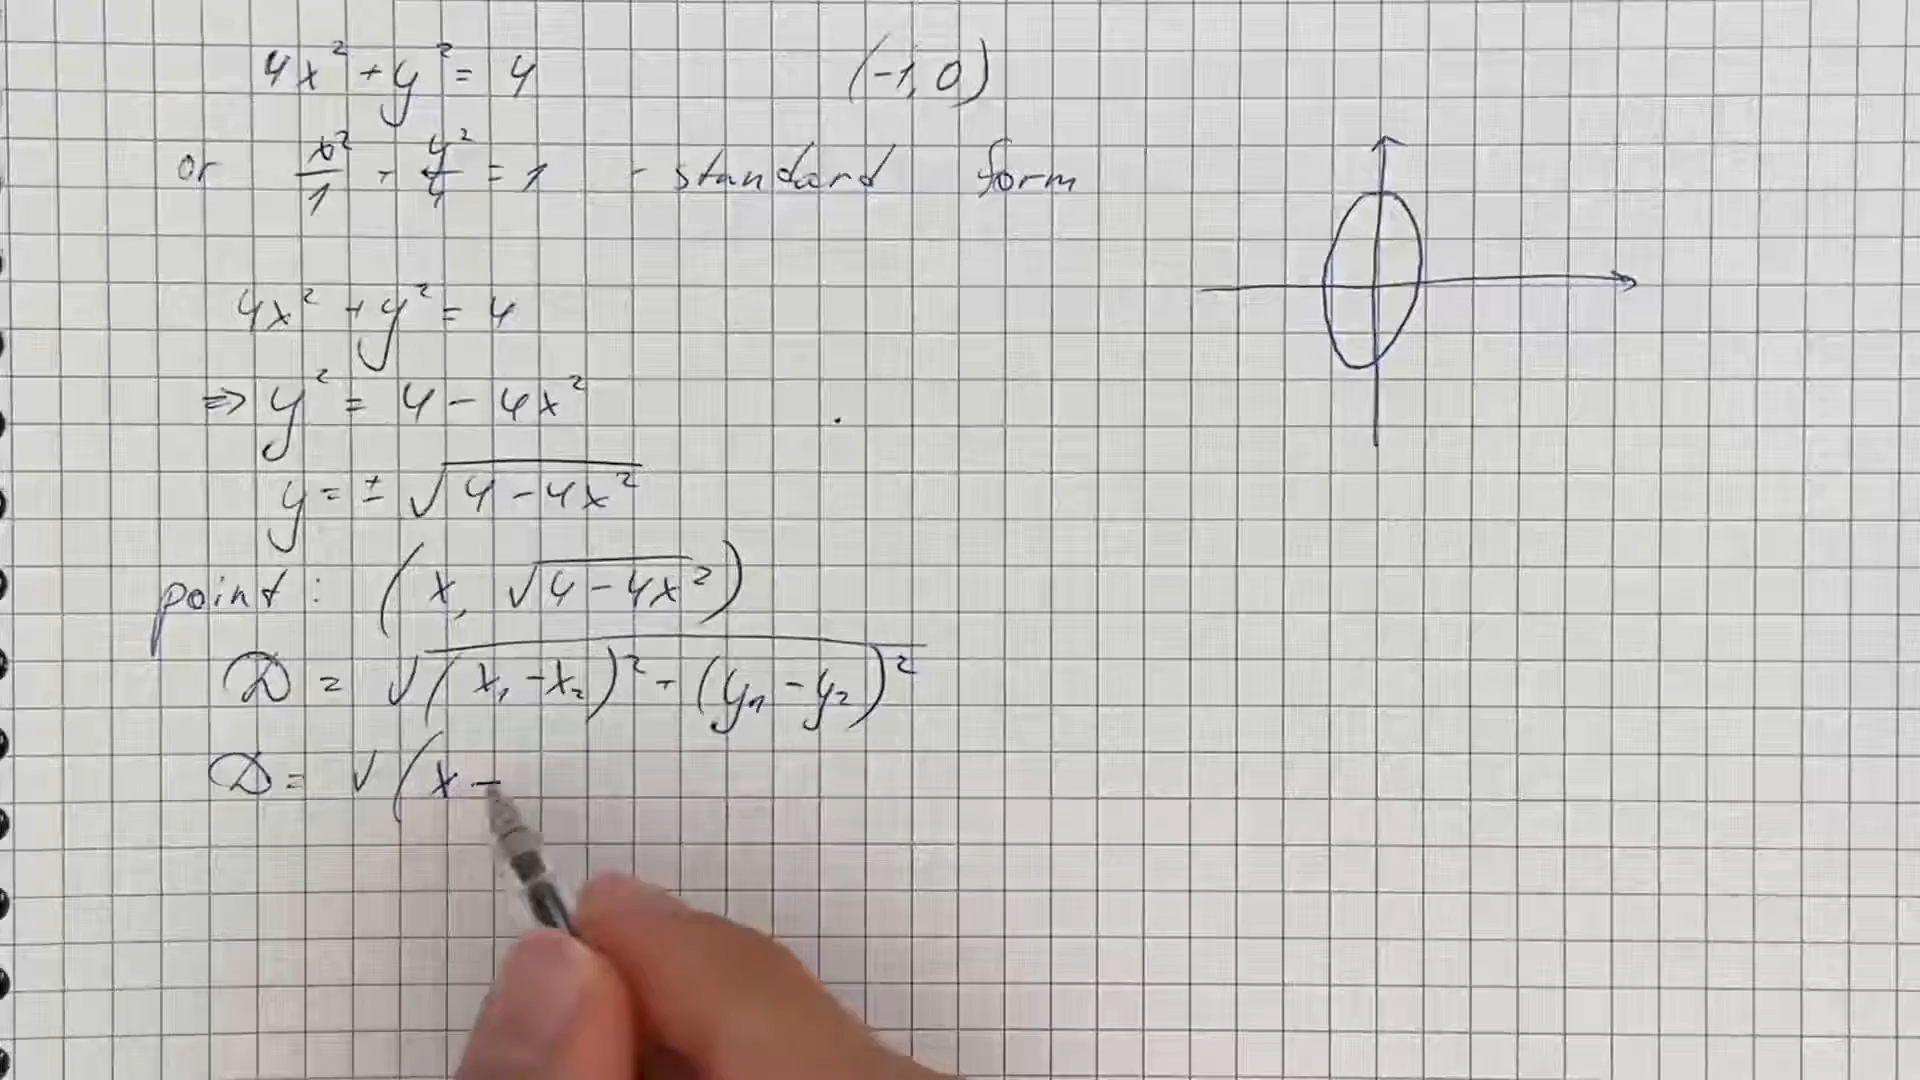 4x² + y² = 4 (-1, 0)
or x²/1 + y²/4 = 1 - standard form
4x² + y² = 4
⇒ y² = 4 - 4x²
y = ± √(4 - 4x²)
point : (x, √(4 - 4x²))
D = √((x₁ - x₂)² - (y₁ - y₂)²)
D = √(x -